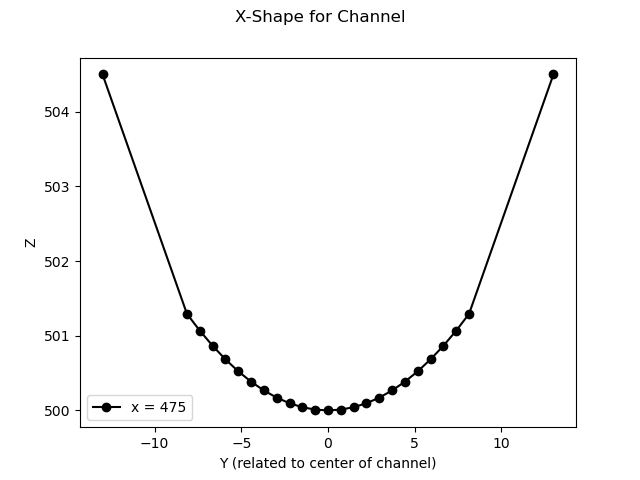 X-Shape for Channel
504
503
502
501
500
Z
x = 475
−10
−5
0
5
10
Y (related to center of channel)